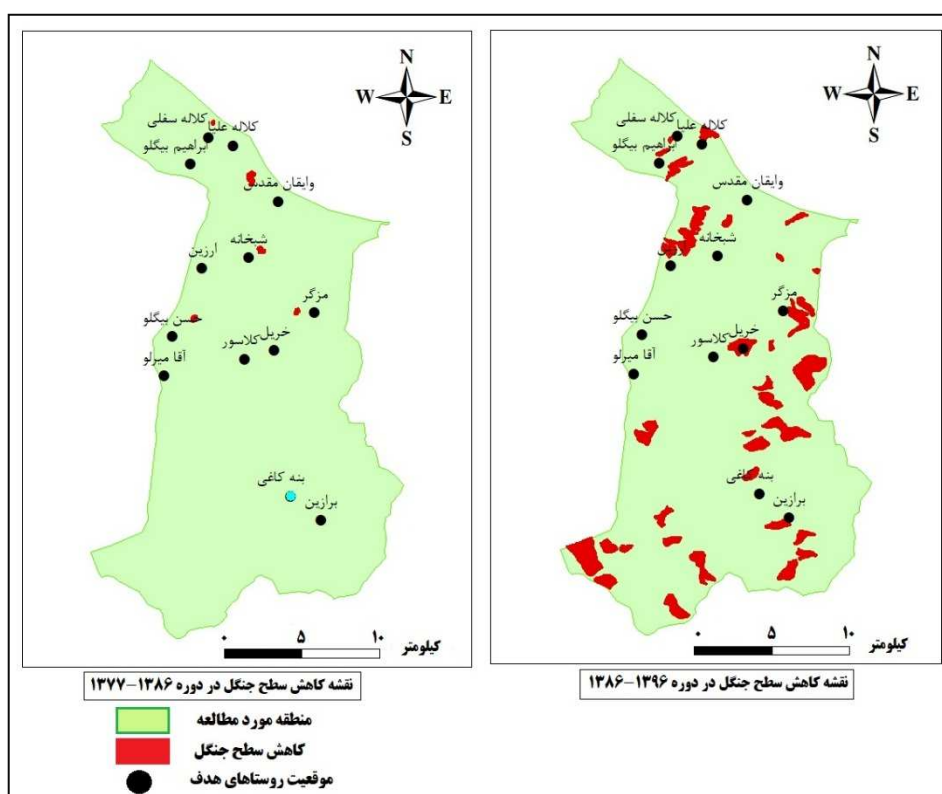 N
W E
S
کلاله سفلی
کلاله علیا
ابراهیم بیگلو
وایقان مقدس
شبخانه
ارزین
مزگر
حسن بیگلو
خریل
کلاسور
آقا میرلو
بنه کاغی
برازین
۰ ۵ ۱۰
کیلومتر
نقشه کاهش سطح جنگل در دوره ۱۳۸۶-۱۳۷۷
N
W E
S
کلاله سفلی
کلاله علیا
ابراهیم بیگلو
وایقان مقدس
شبخانه
مزگر
حسن بیگلو
خریل
کلاسور
آقا میرلو
بنه کاغی
برازین
۰ ۵ ۱۰
کیلومتر
نقشه کاهش سطح جنگل در دوره ۱۳۹۶-۱۳۸۶
منطقه مورد مطالعه
کاهش سطح جنگل
موقعیت روستاهای هدف